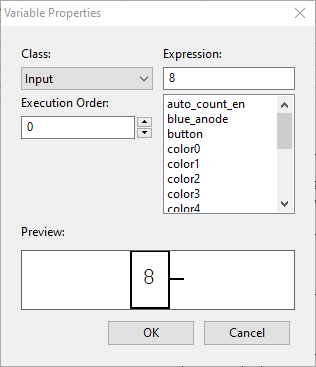 Variable Properties
Class:
Input
Execution Order:
0
Expression:
8
auto_count_en
blue_anode
button
color0
color1
color2
color3
color4
Preview:
8
OK
Cancel